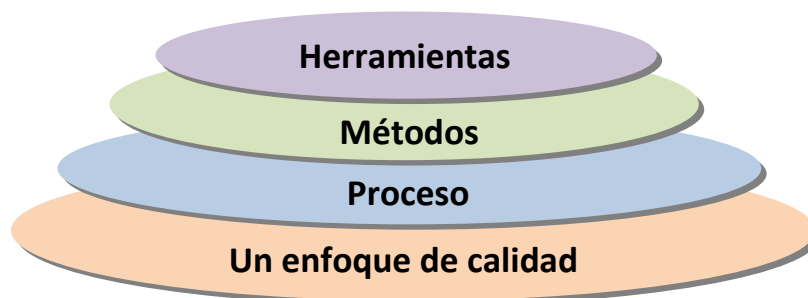 Herramientas
Métodos
Proceso
Un enfoque de calidad